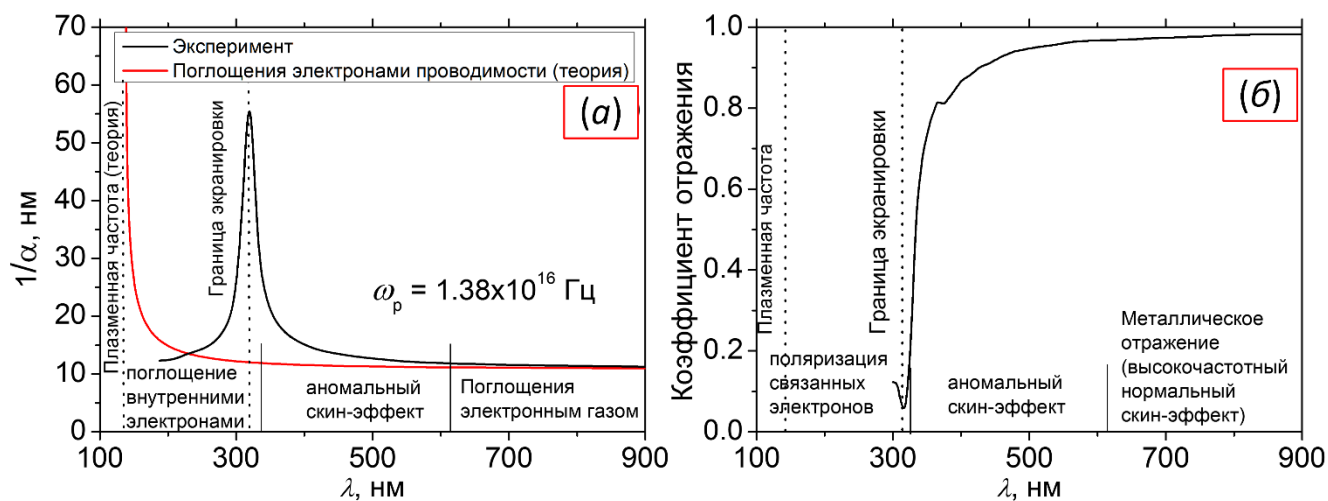 Эксперимент
Поглощения электронами проводимости (теория)
(а)
70
60
50
40
30
20
10
0
1/α, нм
Плазменная частота (теория)
Граница экранировки
ωp = 1.38x10^16 Гц
поглощение
внутренними
электронами
аномальный
скин-эффект
Поглощения
электронным газом
100
300
500
700
900
λ, нм
(б)
1.0
0.8
0.6
0.4
0.2
0.0
Коэффициент отражения
Плазменная частота
Граница экранировки
поляризация
связанных
электронов
аномальный
скин-эффект
Металлическое
отражение
(высокочастотный
нормальный
скин-эффект)
100
300
500
700
900
λ, нм